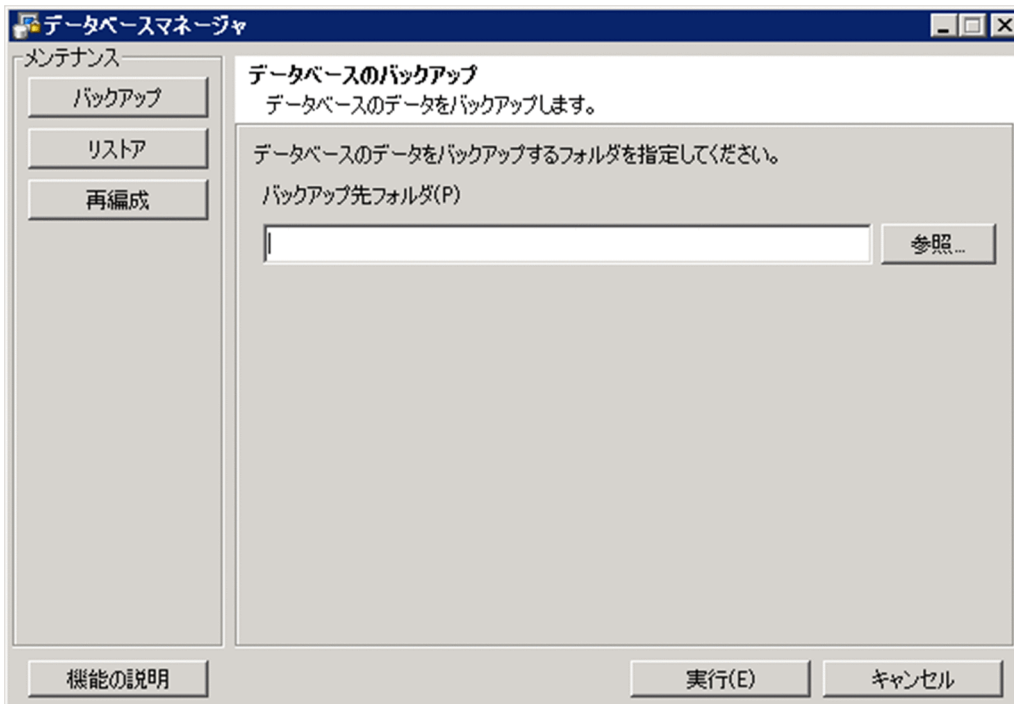 データベースマネージャ
メンテナンス
バックアップ
リストア
再編成
データベースのバックアップ
データベースのデータをバックアップします。
データベースのデータをバックアップするフォルダを指定してください。
バックアップ先フォルダ(P)
参照...
機能の説明
実行(E)
キャンセル